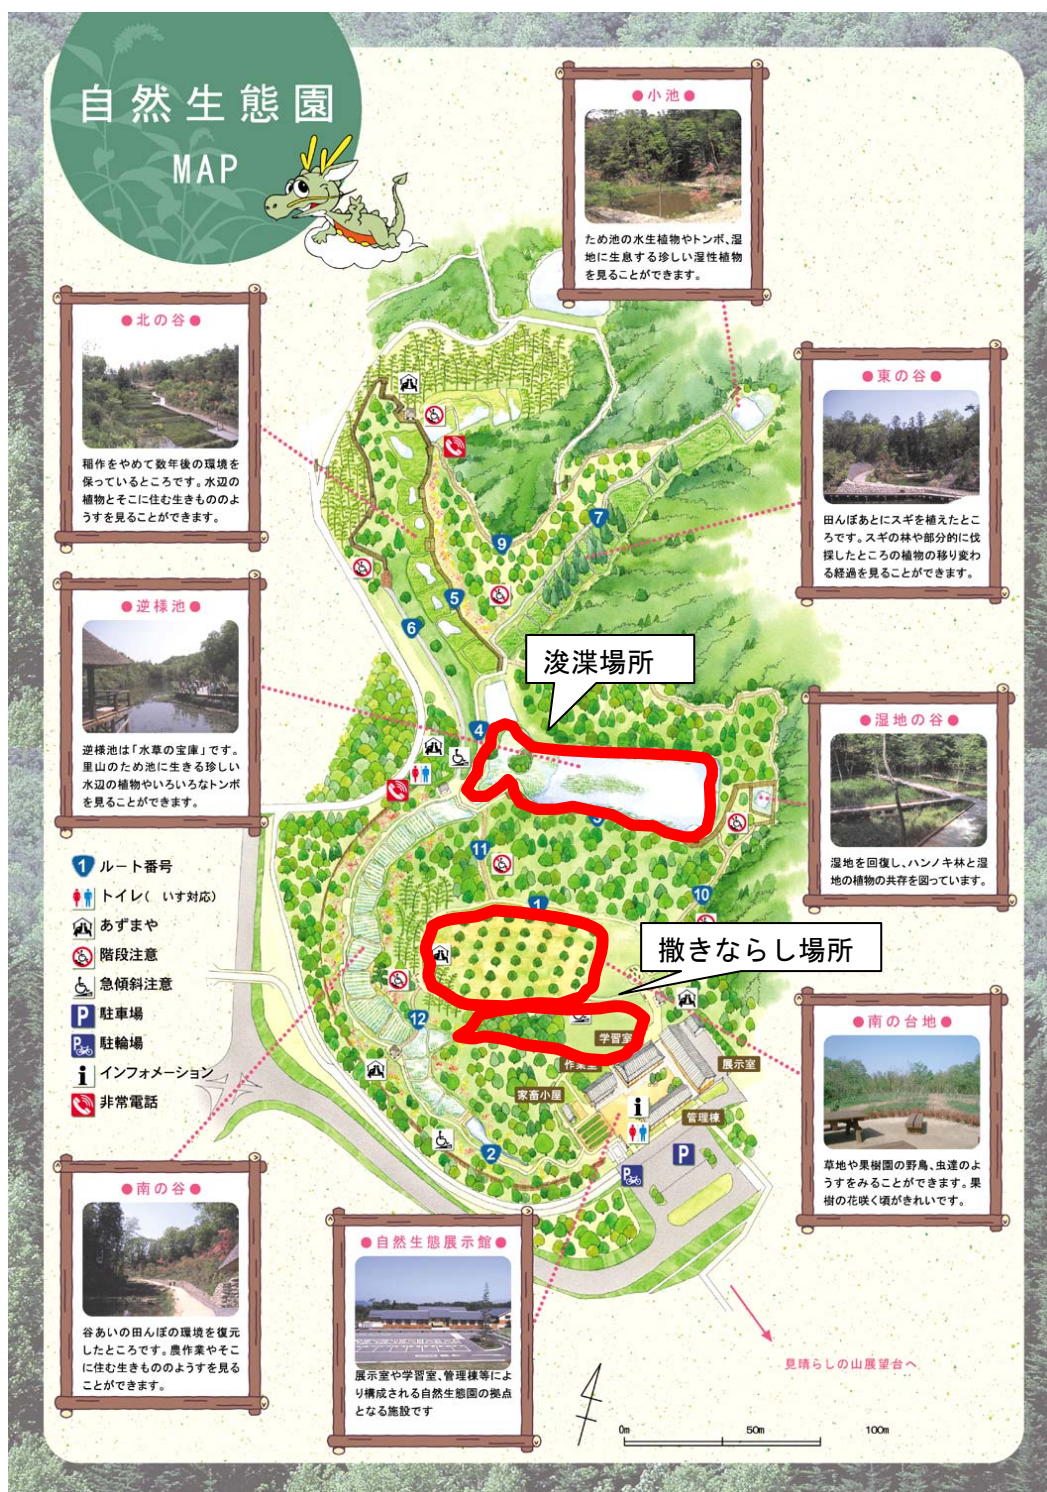 自然生態園
MAP
●小池●
ため池の水生植物やトンボ、湿
地に生息する珍しい湿性植物
を見ることができます。
●北の谷●
稲作をやめて数年後の環境を
保っているところです。水辺の
植物とそこに住む生きもののよ
うすを見ることができます。
●東の谷●
田んぼあとにスギを植えたとこ
ろです。スギの林や部分的に伐
採したところの植物の移り変わ
る経過を見ることができます。
●逆様池●
逆様池は「水草の宝庫」です。
里山のため池に生きる珍しい
水辺の植物やいろいろなトンボ
を見ることができます。
9
7
5
6
浚渫場所
4
●湿地の谷●
湿地を回復し、ハンノキ林と湿
地の植物の共存を図っています。
1 ルート番号
トイレ( いす対応)
あずまや
階段注意
急傾斜注意
P 駐車場
P 駐輪場
i インフォメーション
非常電話
11
10
1
撒きならし場所
12
学習室
展示室
家畜小屋
i
管理棟
2
P
P
●南の台地●
草地や果樹園の野鳥、虫達のよ
うすをみることができます。果
樹の花咲く頃がきれいです。
●南の谷●
谷あいの田んぼの環境を復元
したところです。農作業やそこ
に住む生きもののようすを見る
ことができます。
●自然生態展示館●
展示室や学習室、管理棟等によ
り構成される自然生態園の拠点
となる施設です
見晴らしの山展望台へ
0m 50m 100m